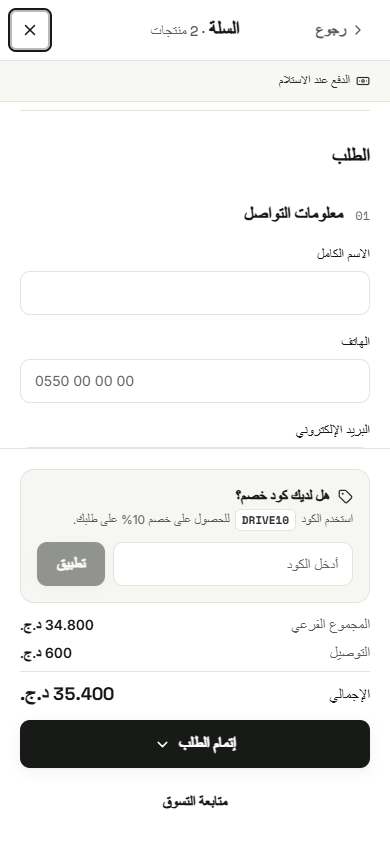 رجوع
السلة · 2 منتجات
الدفع عند الاستلام
الطلب
01 معلومات التواصل
الاسم الكامل
الهاتف
0550 00 00 00
البريد الإلكتروني
هل لديك كود خصم؟
استخدم الكود DRIVE10 للحصول على خصم 10% على طلبك.
أدخل الكود
تطبيق
المجموع الفرعي 34.800 د.ج.
التوصيل 600 د.ج.
الإجمالي 35.400 د.ج.
إتمام الطلب
متابعة التسوق